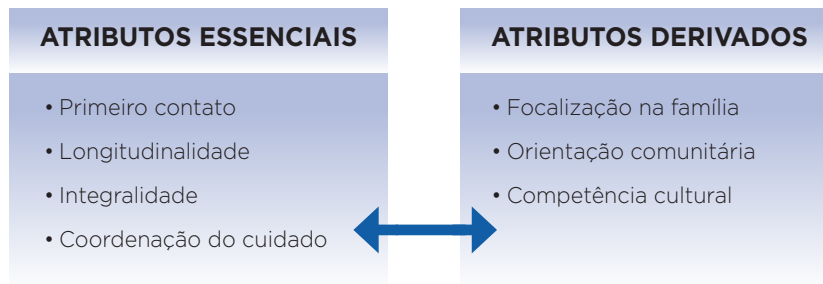 ATRIBUTOS ESSENCIAIS
• Primeiro contato
• Longitudinalidade
• Integralidade
• Coordenação do cuidado
ATRIBUTOS DERIVADOS
• Focalização na família
• Orientação comunitária
• Competência cultural